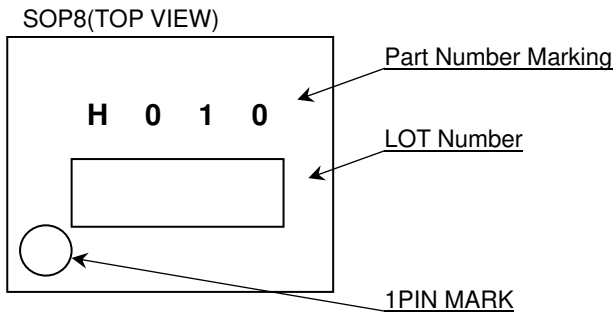 SOP8(TOP VIEW)
Part Number Marking
H 0 1 0
LOT Number
1PIN MARK